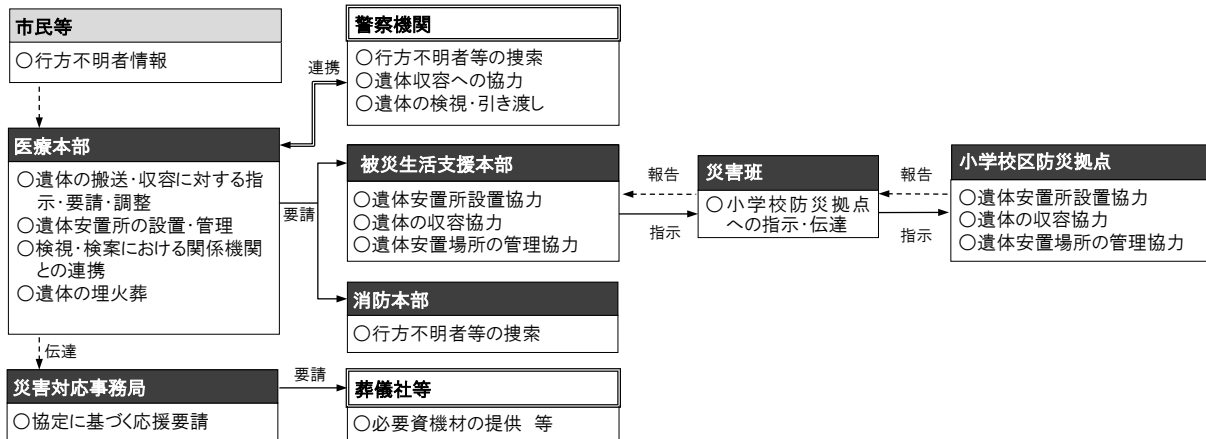 市民等
○行方不明者情報
警察機関
○行方不明者等の捜索
○遺体収容への協力
○遺体の検視･引き渡し
連携
医療本部
○遺体の搬送･収容に対する指
示･要請･調整
○遺体安置所の設置･管理
○検視･検案における関係機関
との連携
○遺体の埋火葬
要請
被災生活支援本部
○遺体安置所設置協力
○遺体の収容協力
○遺体安置場所の管理協力
報告
指示
災害班
○小学校防災拠点
への指示･伝達
報告
指示
小学校区防災拠点
○遺体安置所設置協力
○遺体の収容協力
○遺体安置場所の管理協力
消防本部
○行方不明者等の捜索
伝達
災害対応事務局
○協定に基づく応援要請
要請
葬儀社等
○必要資機材の提供 等